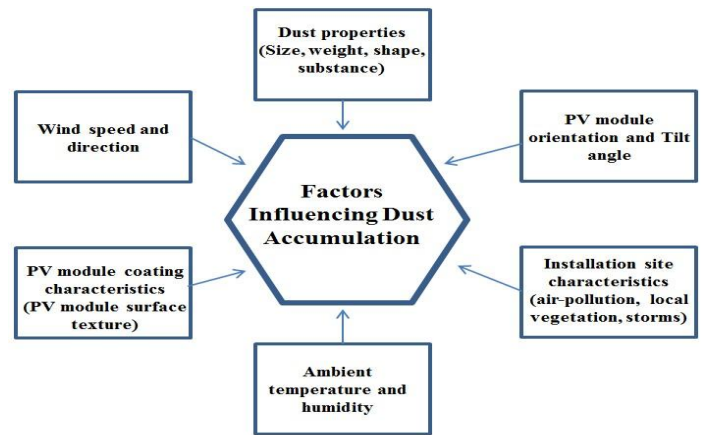 Dust properties
(Size, weight, shape,
substance)
Wind speed and
direction
PV module
orientation and Tilt
angle
Factors
Influencing Dust
Accumulation
PV module coating
characteristics
(PV module surface
texture)
Installation site
characteristics
(air-pollution, local
vegetation, storms)
Ambient
temperature and
humidity